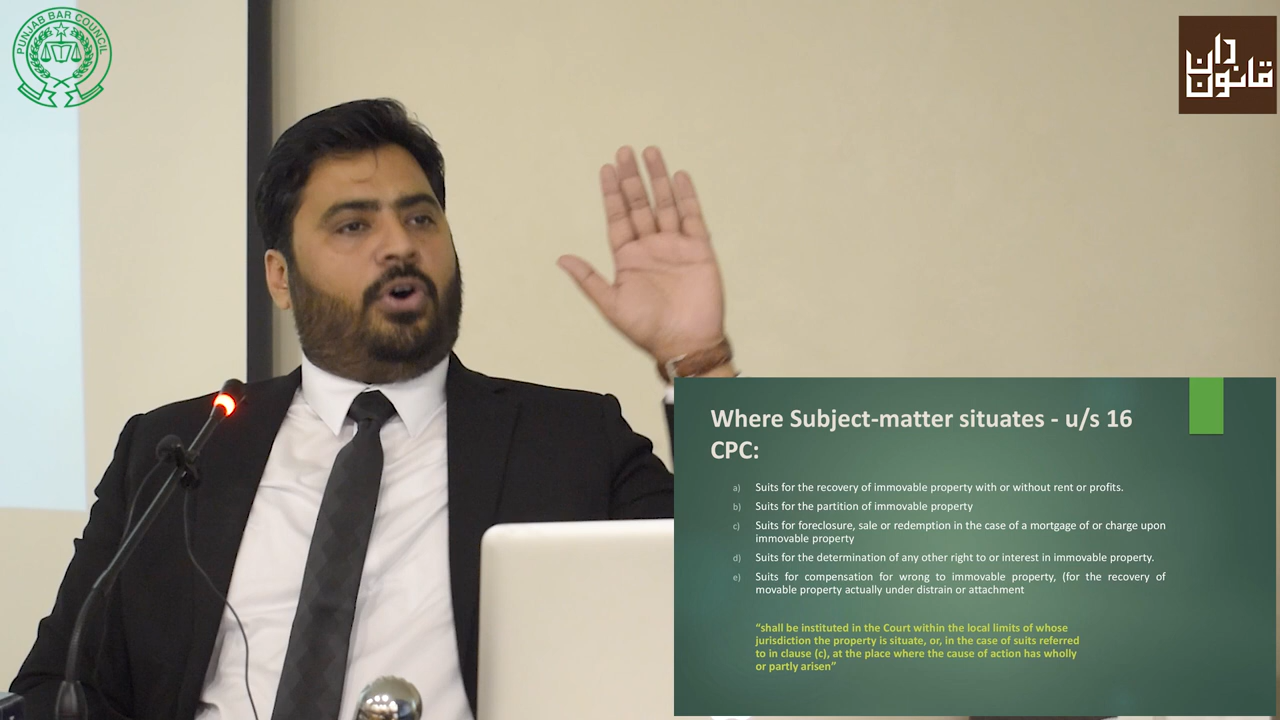 PUNJAB BAR COUNCIL
قانون دان
Where Subject-matter situates - u/s 16
CPC:
a) Suits for the recovery of immovable property with or without rent or profits.
b) Suits for the partition of immovable property
c) Suits for foreclosure, sale or redemption in the case of a mortgage of or charge upon
immovable property
d) Suits for the determination of any other right to or interest in immovable property.
e) Suits for compensation for wrong to immovable property, (for the recovery of
movable property actually under distrain or attachment
“shall be instituted in the Court within the local limits of whose
jurisdiction the property is situate, or, in the case of suits referred
to in clause (c), at the place where the cause of action has wholly
or partly arisen”